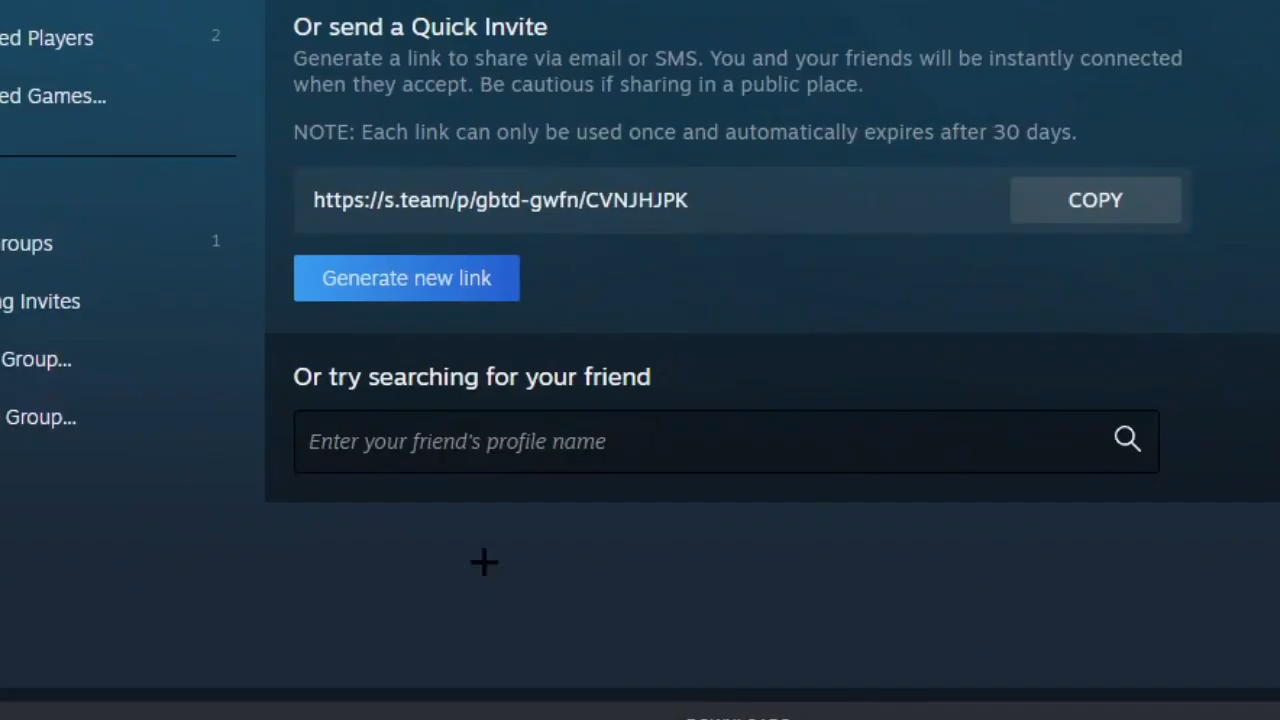 ed Players 2
ed Games...
roups 1
ng Invites
Group...
Group...
Or send a Quick Invite
Generate a link to share via email or SMS. You and your friends will be instantly connected
when they accept. Be cautious if sharing in a public place.
NOTE: Each link can only be used once and automatically expires after 30 days.
https://s.team/p/gbtd-gwfn/CVNJHJPK COPY
Generate new link
Or try searching for your friend
Enter your friend's profile name